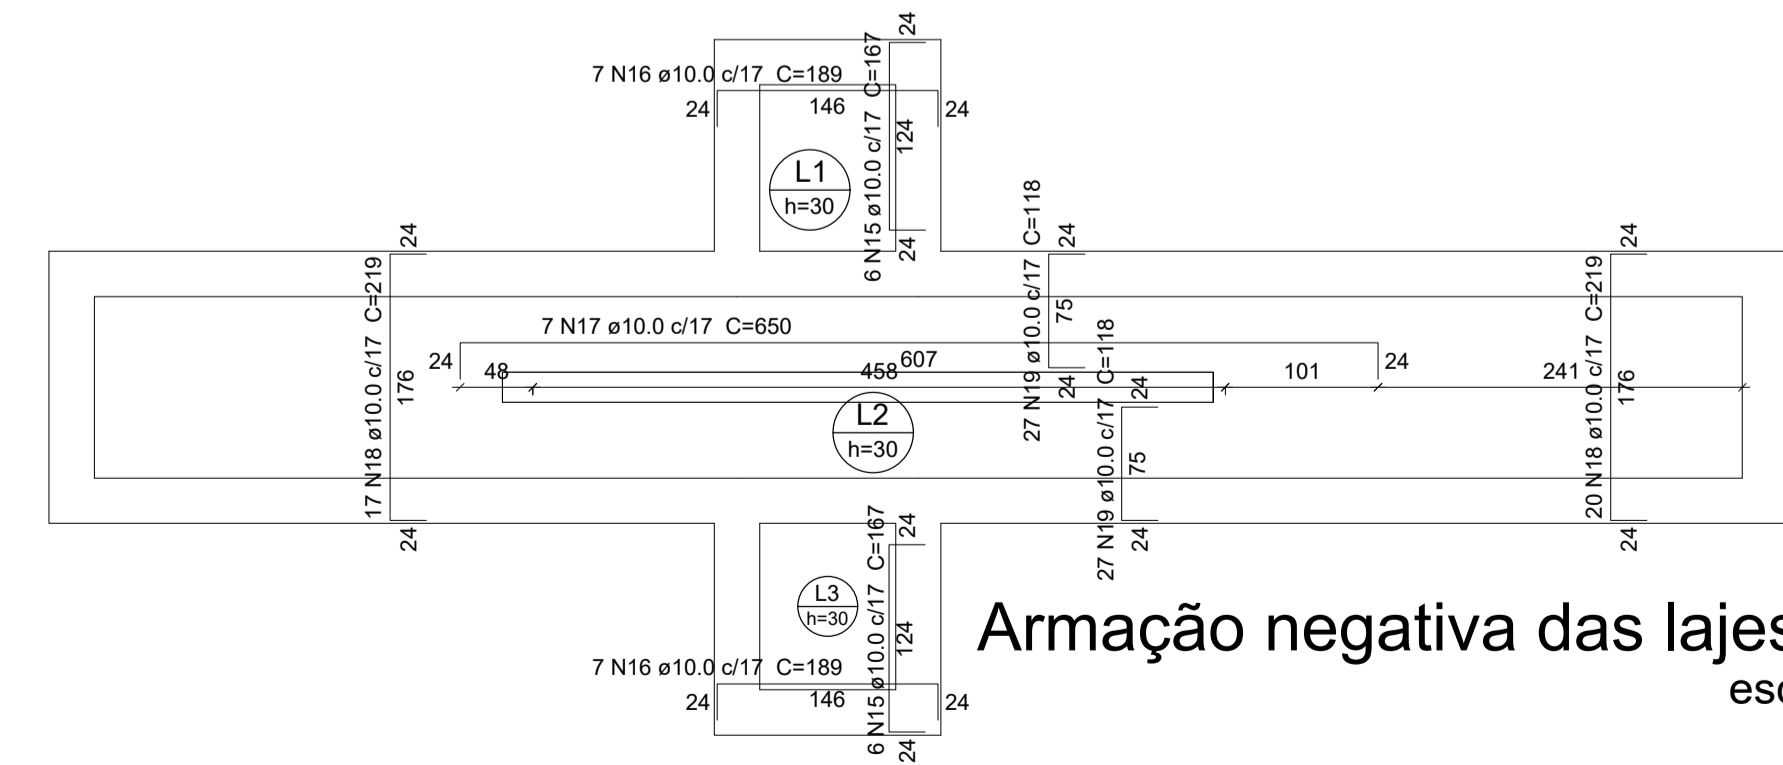 24
7 N16 ø10.0 c/17 C=189
24
146
24
6 N15 ø10.0 c/17 C=167
124
24
L1
h=30
24
17 N18 ø10.0 c/17 C=219
176
24
7 N17 ø10.0 c/17 C=650
24
607
24
48
458
101
241
L2
h=30
24
27 N19 ø10.0 c/17 C=118
75
24
24
27 N19 ø10.0 c/17 C=118
75
24
24
20 N18 ø10.0 c/17 C=219
176
24
24
6 N15 ø10.0 c/17 C=167
124
24
L3
h=30
7 N16 ø10.0 c/17 C=189
24
146
24
Armação negativa das lajes
esc